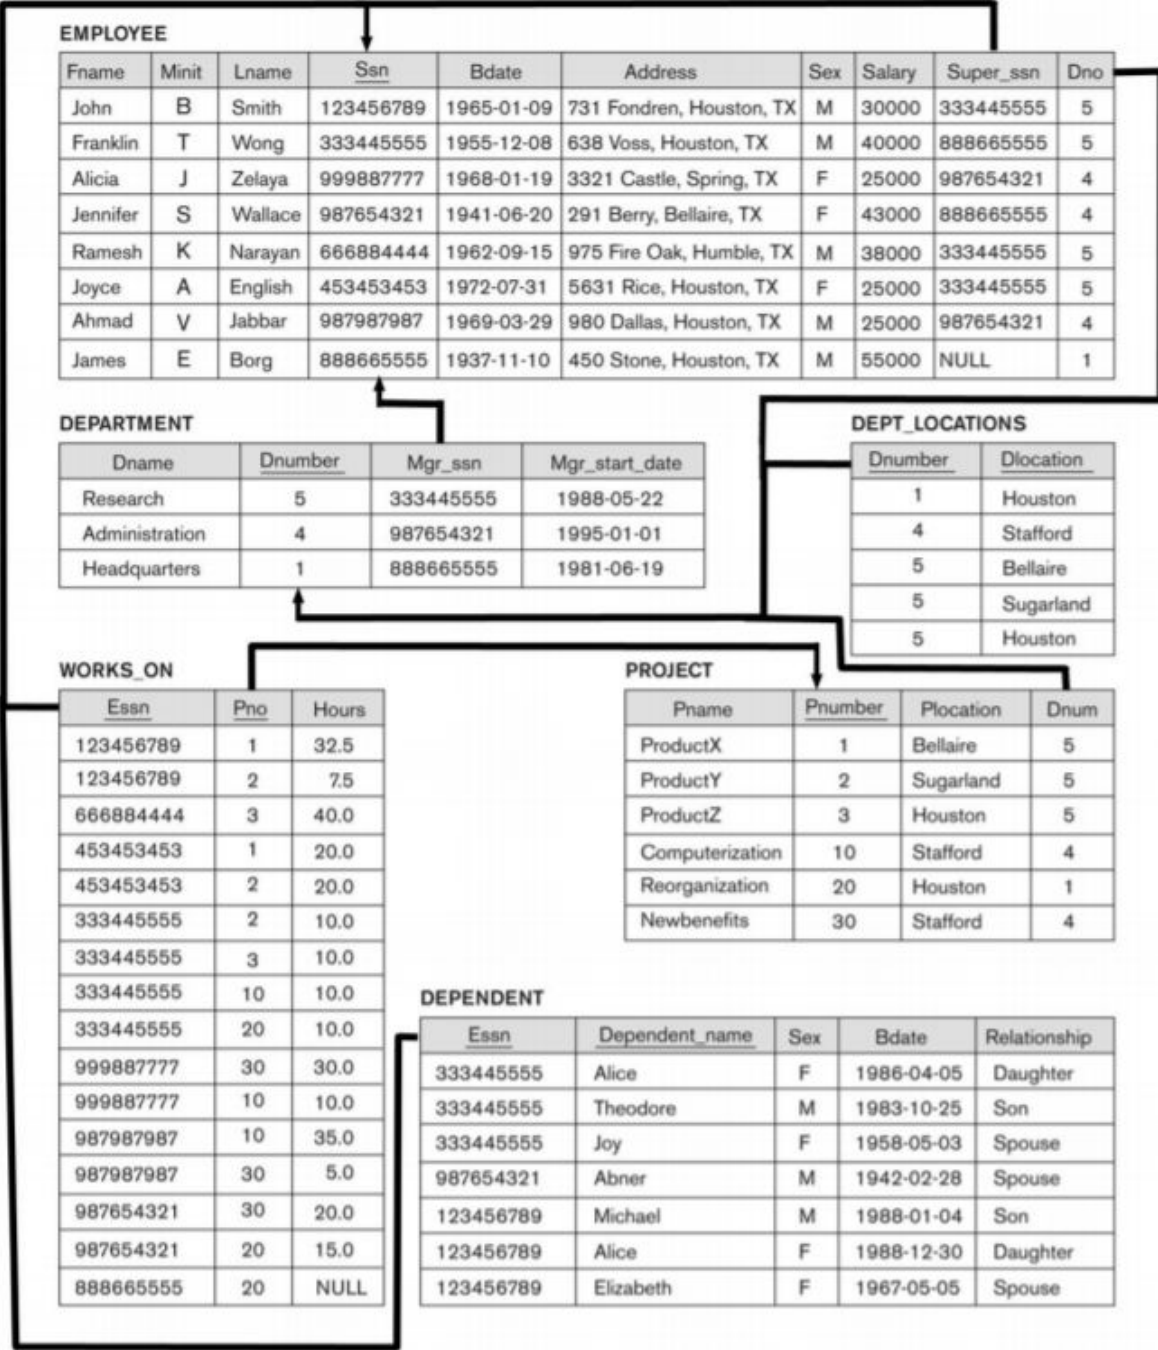 EMPLOYEE
Fname Minit Lname Ssn Bdate Address Sex Salary Super_ssn Dno
John B Smith 123456789 1965-01-09 731 Fondren, Houston, TX M 30000 333445555 5
Franklin T Wong 333445555 1955-12-08 638 Voss, Houston, TX M 40000 888665555 5
Alicia J Zelaya 999887777 1968-01-19 3321 Castle, Spring, TX F 25000 987654321 4
Jennifer S Wallace 987654321 1941-06-20 291 Berry, Bellaire, TX F 43000 888665555 4
Ramesh K Narayan 666884444 1962-09-15 975 Fire Oak, Humble, TX M 38000 333445555 5
Joyce A English 453453453 1972-07-31 5631 Rice, Houston, TX F 25000 333445555 5
Ahmad V Jabbar 987987987 1969-03-29 980 Dallas, Houston, TX M 25000 987654321 4
James E Borg 888665555 1937-11-10 450 Stone, Houston, TX M 55000 NULL 1
DEPARTMENT
Dname Dnumber Mgr_ssn Mgr_start_date
Research 5 333445555 1988-05-22
Administration 4 987654321 1995-01-01
Headquarters 1 888665555 1981-06-19
DEPT_LOCATIONS
Dnumber Dlocation
1 Houston
4 Stafford
5 Bellaire
5 Sugarland
5 Houston
WORKS_ON
Essn Pno Hours
123456789 1 32.5
123456789 2 7.5
666884444 3 40.0
453453453 1 20.0
453453453 2 20.0
333445555 2 10.0
333445555 3 10.0
333445555 10 10.0
333445555 20 10.0
999887777 30 30.0
999887777 10 10.0
987987987 10 35.0
987987987 30 5.0
987654321 30 20.0
987654321 20 15.0
888665555 20 NULL
PROJECT
Pname Pnumber Plocation Dnum
ProductX 1 Bellaire 5
ProductY 2 Sugarland 5
ProductZ 3 Houston 5
Computerization 10 Stafford 4
Reorganization 20 Houston 1
Newbenefits 30 Stafford 4
DEPENDENT
Essn Dependent_name Sex Bdate Relationship
333445555 Alice F 1986-04-05 Daughter
333445555 Theodore M 1983-10-25 Son
333445555 Joy F 1958-05-03 Spouse
987654321 Abner M 1942-02-28 Spouse
123456789 Michael M 1988-01-04 Son
123456789 Alice F 1988-12-30 Daughter
123456789 Elizabeth F 1967-05-05 Spouse